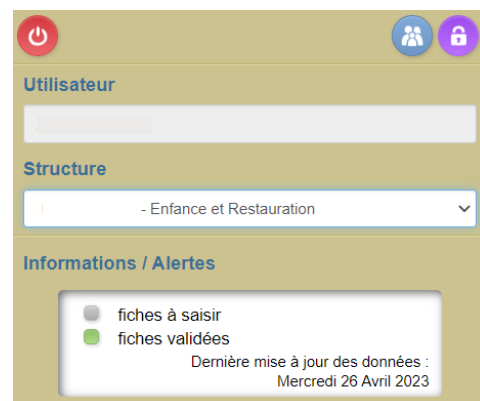 Utilisateur
Structure
- Enfance et Restauration
Informations / Alertes
fiches à saisir
fiches validées
Dernière mise à jour des données :
Mercredi 26 Avril 2023